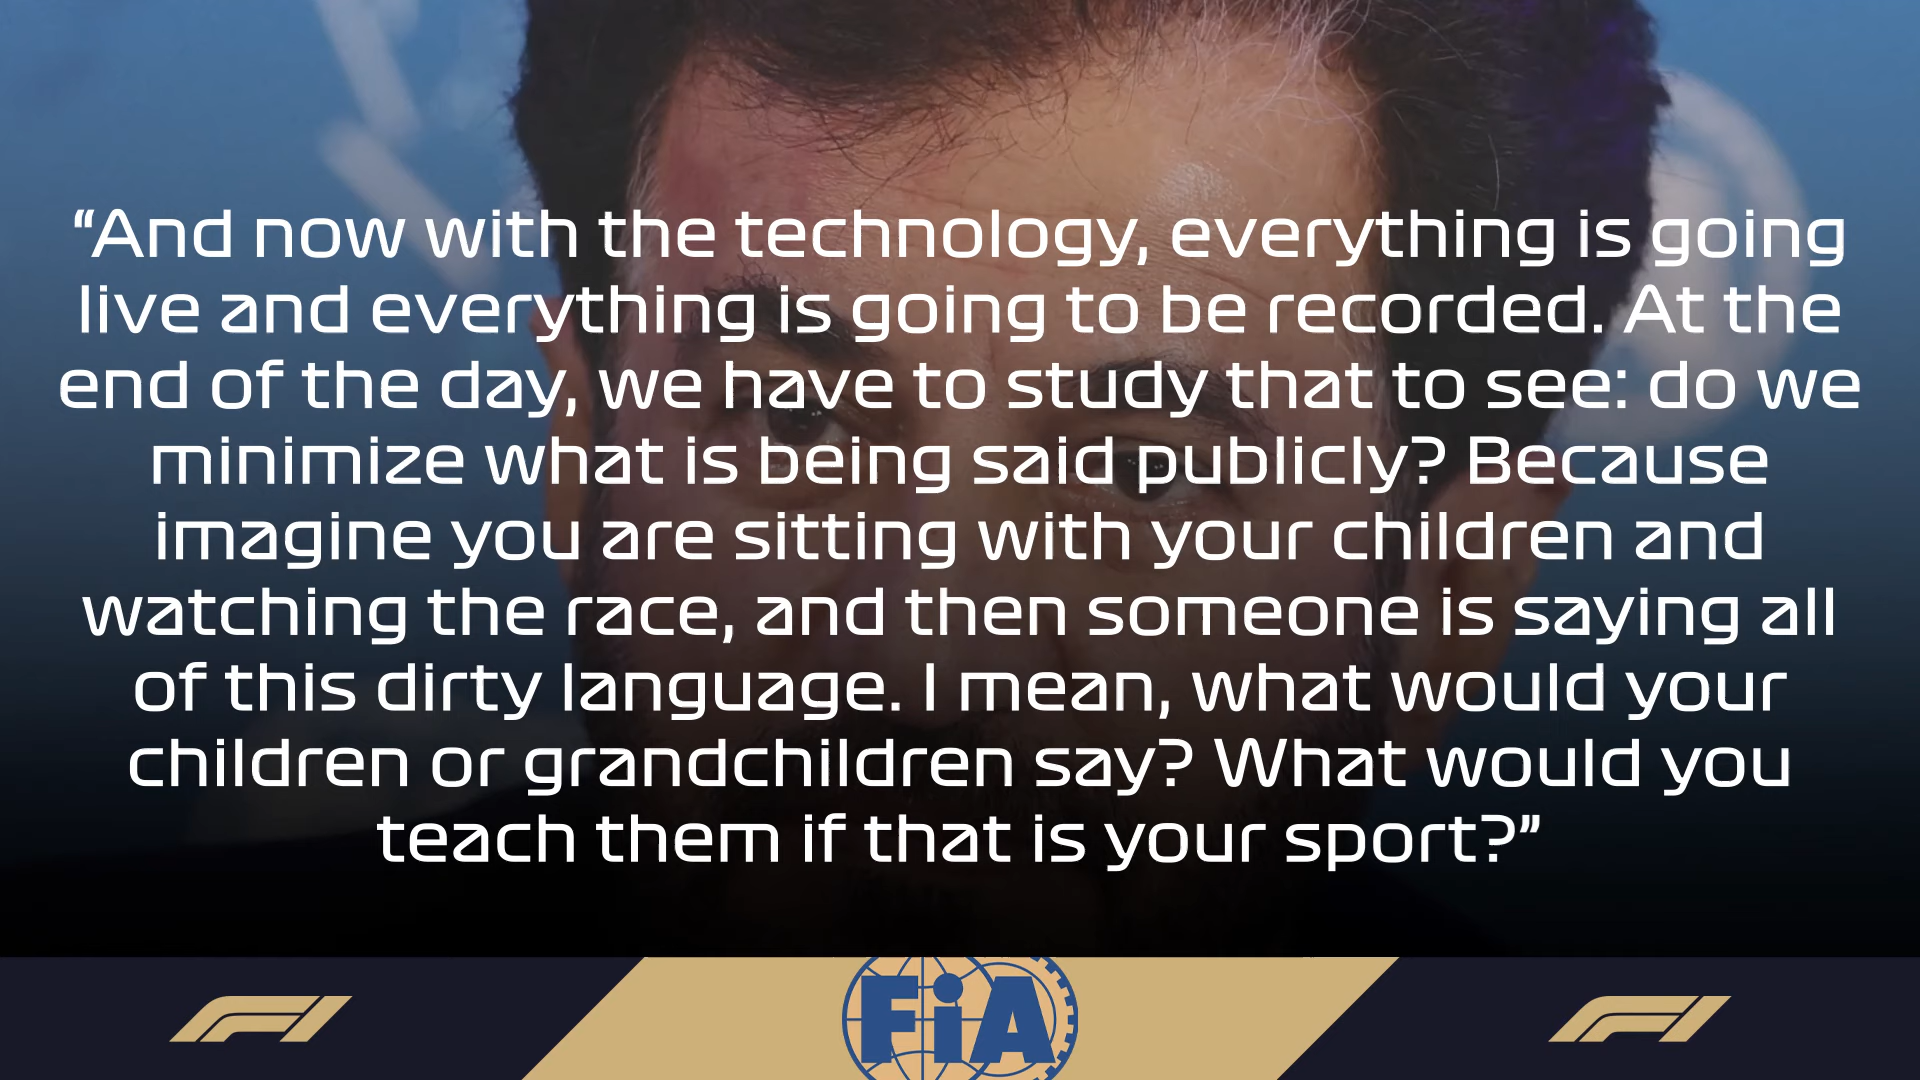 “And now with the technology, everything is going
live and everything is going to be recorded. At the
end of the day, we have to study that to see: do we
minimize what is being said publicly? Because
imagine you are sitting with your children and
watching the race, and then someone is saying all
of this dirty language. I mean, what would your
children or grandchildren say? What would you
teach them if that is your sport?”
F1 FiA F1